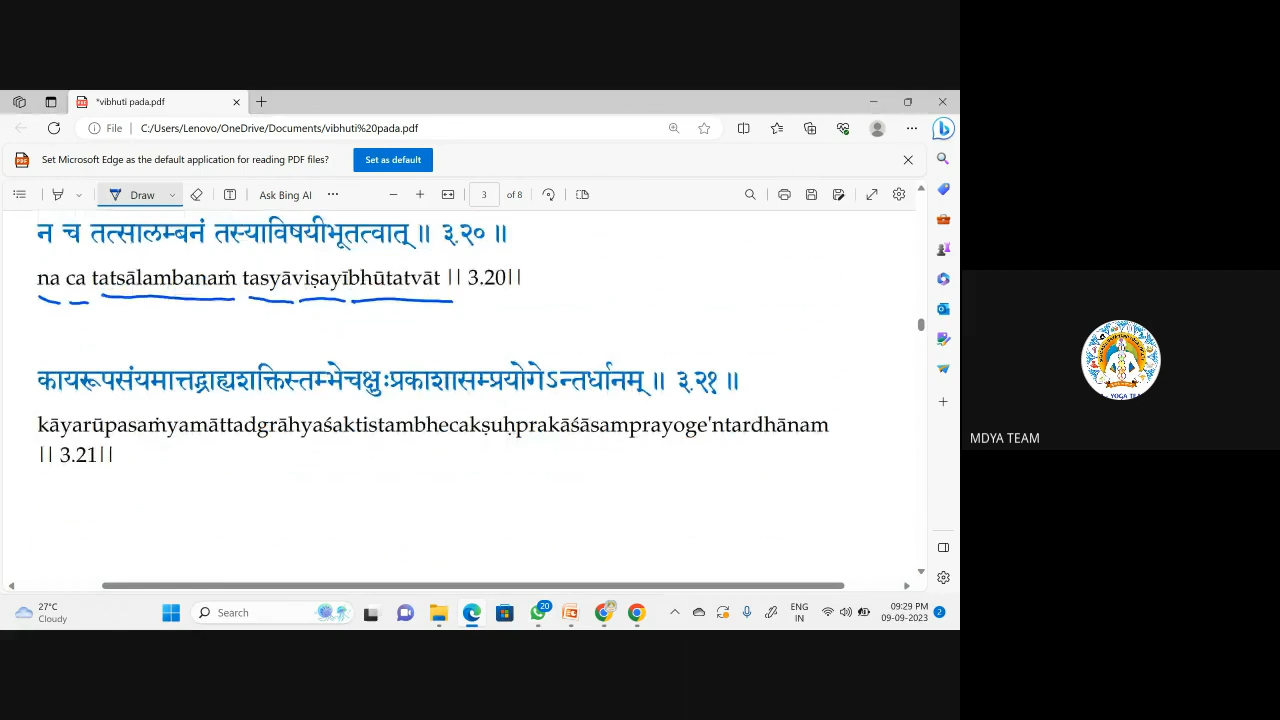 *vibhuti pada.pdf
File C:/Users/Lenovo/OneDrive/Documents/vibhuti%20pada.pdf
Set Microsoft Edge as the default application for reading PDF files? Set as default
Draw Ask Bing AI 3 of 8
न च तत्सालम्बनं तस्याविषयीभूतत्वात् ॥ ३.२० ॥
na ca tatsālambanaṁ tasyāviṣayībhūtatvāt || 3.20||
कायरूपसंयमात्तद्ग्राह्यशक्तिस्तम्भेचक्षुःप्रकाशासम्प्रयोगेऽन्तर्धानम् ॥ ३.२१ ॥
kāyarūpasaṁyamāttadgrāhyaśaktistambhecakṣuḥprakāśāsamprayoge'ntardhānam
|| 3.21||
MDYA TEAM
27°C
Cloudy
Search
20
ENG
IN
09:29 PM
09-09-2023
2